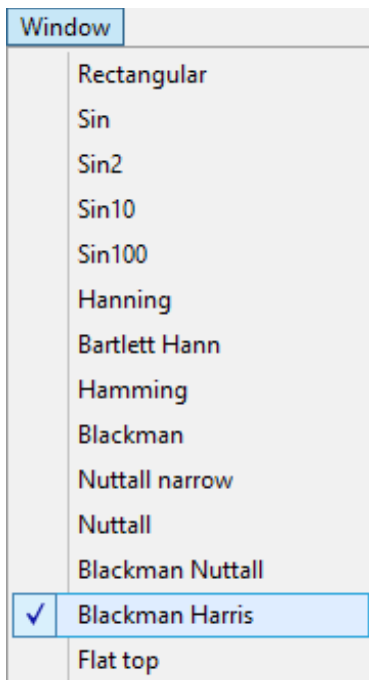 Window
Rectangular
Sin
Sin2
Sin10
Sin100
Hanning
Bartlett Hann
Hamming
Blackman
Nuttall narrow
Nuttall
Blackman Nuttall
Blackman Harris
Flat top